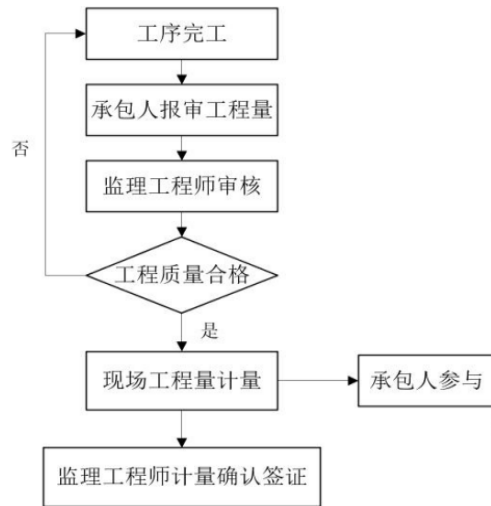 工序完工
承包人报审工程量
否
监理工程师审核
工程质量合格
是
现场工程量计量
承包人参与
监理工程师计量确认签证